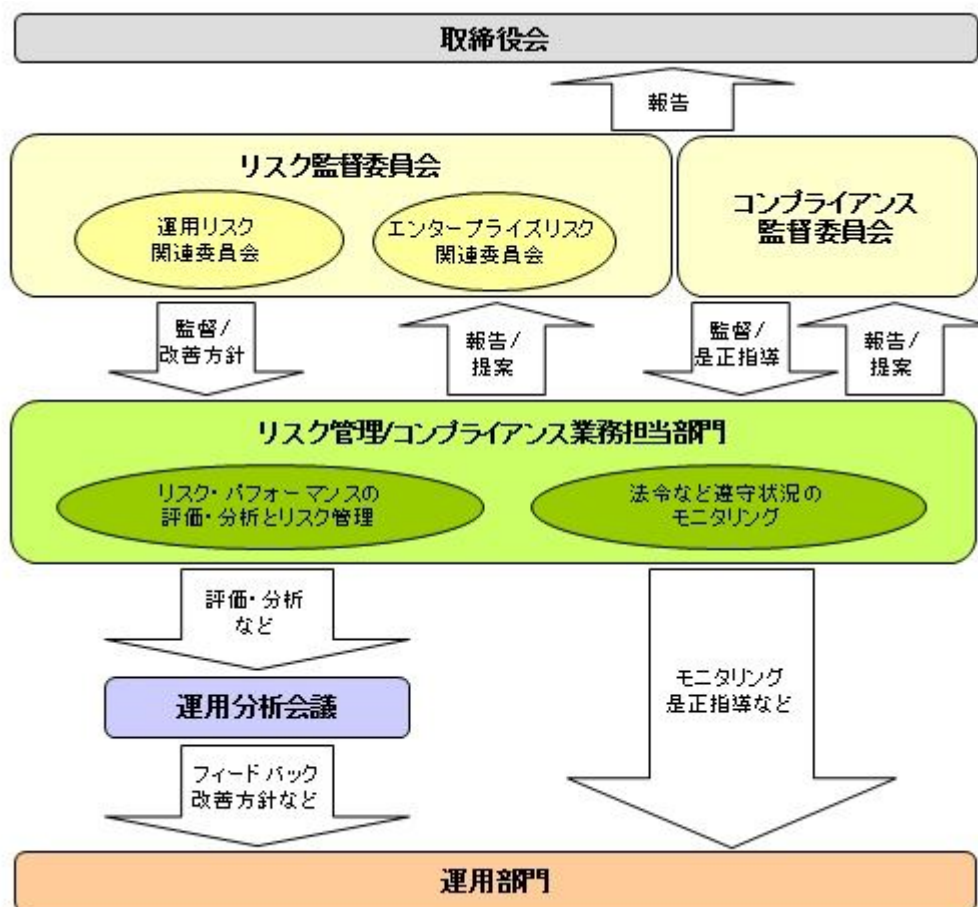 取締役会
報告
リスク監督委員会
運用リスク
関連委員会
エンタープライズリスク
関連委員会
コンプライアンス
監督委員会
監督/
改善方針
報告/
提案
監督/
是正指導
報告/
提案
リスク管理/コンプライアンス業務担当部門
リスク・パフォーマンスの
評価・分析とリスク管理
法令など遵守状況の
モニタリング
評価・分析
など
運用分析会議
モニタリング
是正指導など
フィードバック
改善方針など
運用部門